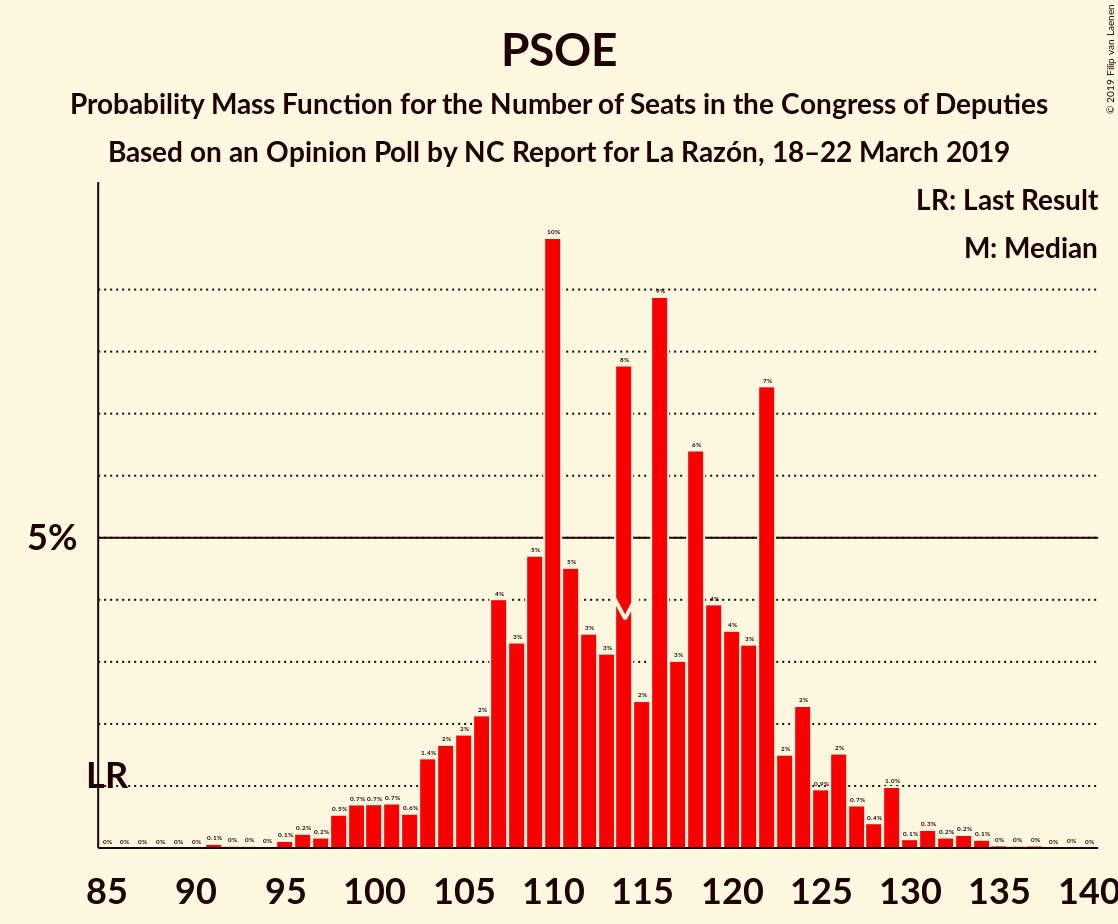 PSOE
Probability Mass Function for the Number of Seats in the Congress of Deputies
Based on an Opinion Poll by NC Report for La Razón, 18–22 March 2019
© 2019 Filip van Laenen
LR: Last Result
M: Median
5%
LR
M
0% 0% 0% 0% 0% 0% 0.1% 0% 0% 0% 0.1% 0.2% 0.2% 0.5% 0.7% 0.7% 0.7% 0.6% 1.4% 2% 2% 2% 4% 3% 5% 10% 5% 3% 3% 8% 2% 9% 3% 6% 4% 4% 3% 7% 2% 2% 0.9% 2% 0.7% 0.4% 1.0% 0.1% 0.3% 0.2% 0.2% 0.1% 0% 0% 0% 0% 0% 0%
85 90 95 100 105 110 115 120 125 130 135 140